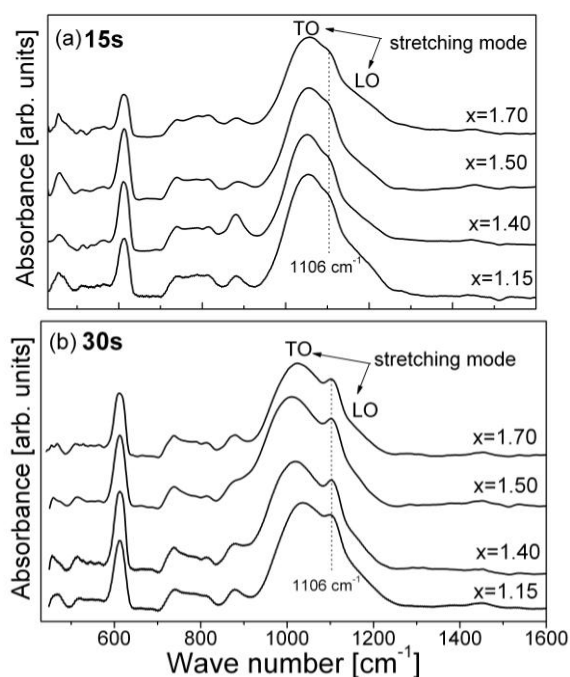 (a) 15s
TO
stretching mode
LO
x=1.70
x=1.50
x=1.40
x=1.15
1106 cm⁻¹
Absorbance [arb. units]
(b) 30s
TO
stretching mode
LO
x=1.70
x=1.50
x=1.40
x=1.15
1106 cm⁻¹
Absorbance [arb. units]
600 800 1000 1200 1400 1600
Wave number [cm⁻¹]